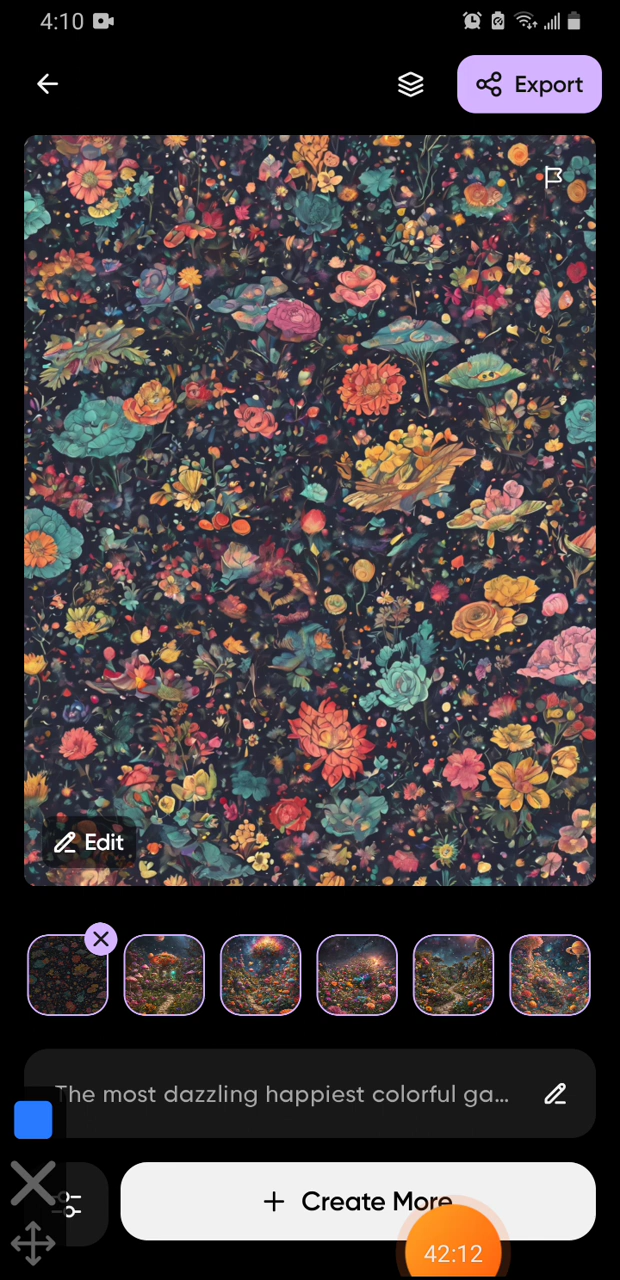 4:10
Export
Edit
The most dazzling happiest colorful ga...
+ Create More
42:12